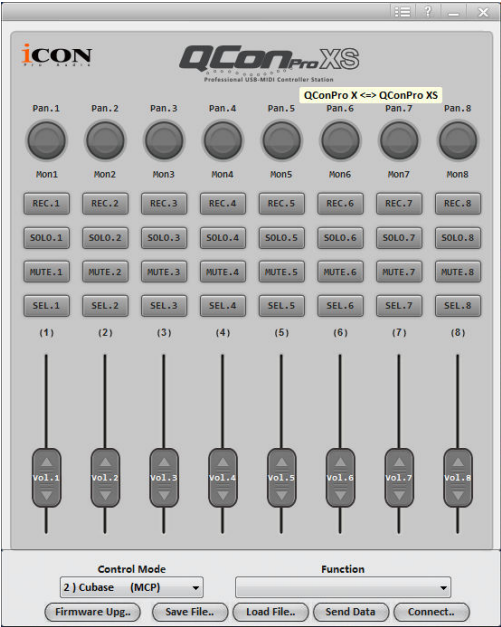 ?
icon
Pro Audio
QConProXS
Professional USB-MIDI Controller Station
QConPro X <=> QConPro XS
Pan.1 Pan.2 Pan.3 Pan.4 Pan.5 Pan.6 Pan.7 Pan.8
Mon1 Mon2 Mon3 Mon4 Mon5 Mon6 Mon7 Mon8
REC.1 REC.2 REC.3 REC.4 REC.5 REC.6 REC.7 REC.8
SOLO.1 SOLO.2 SOLO.3 SOLO.4 SOLO.5 SOLO.6 SOLO.7 SOLO.8
MUTE.1 MUTE.2 MUTE.3 MUTE.4 MUTE.5 MUTE.6 MUTE.7 MUTE.8
SEL.1 SEL.2 SEL.3 SEL.4 SEL.5 SEL.6 SEL.7 SEL.8
(1) (2) (3) (4) (5) (6) (7) (8)
Vol.1 Vol.2 Vol.3 Vol.4 Vol.5 Vol.6 Vol.7 Vol.8
Control Mode Function
2 ) Cubase (MCP)
Firmware Upg.. Save File.. Load File.. Send Data Connect..